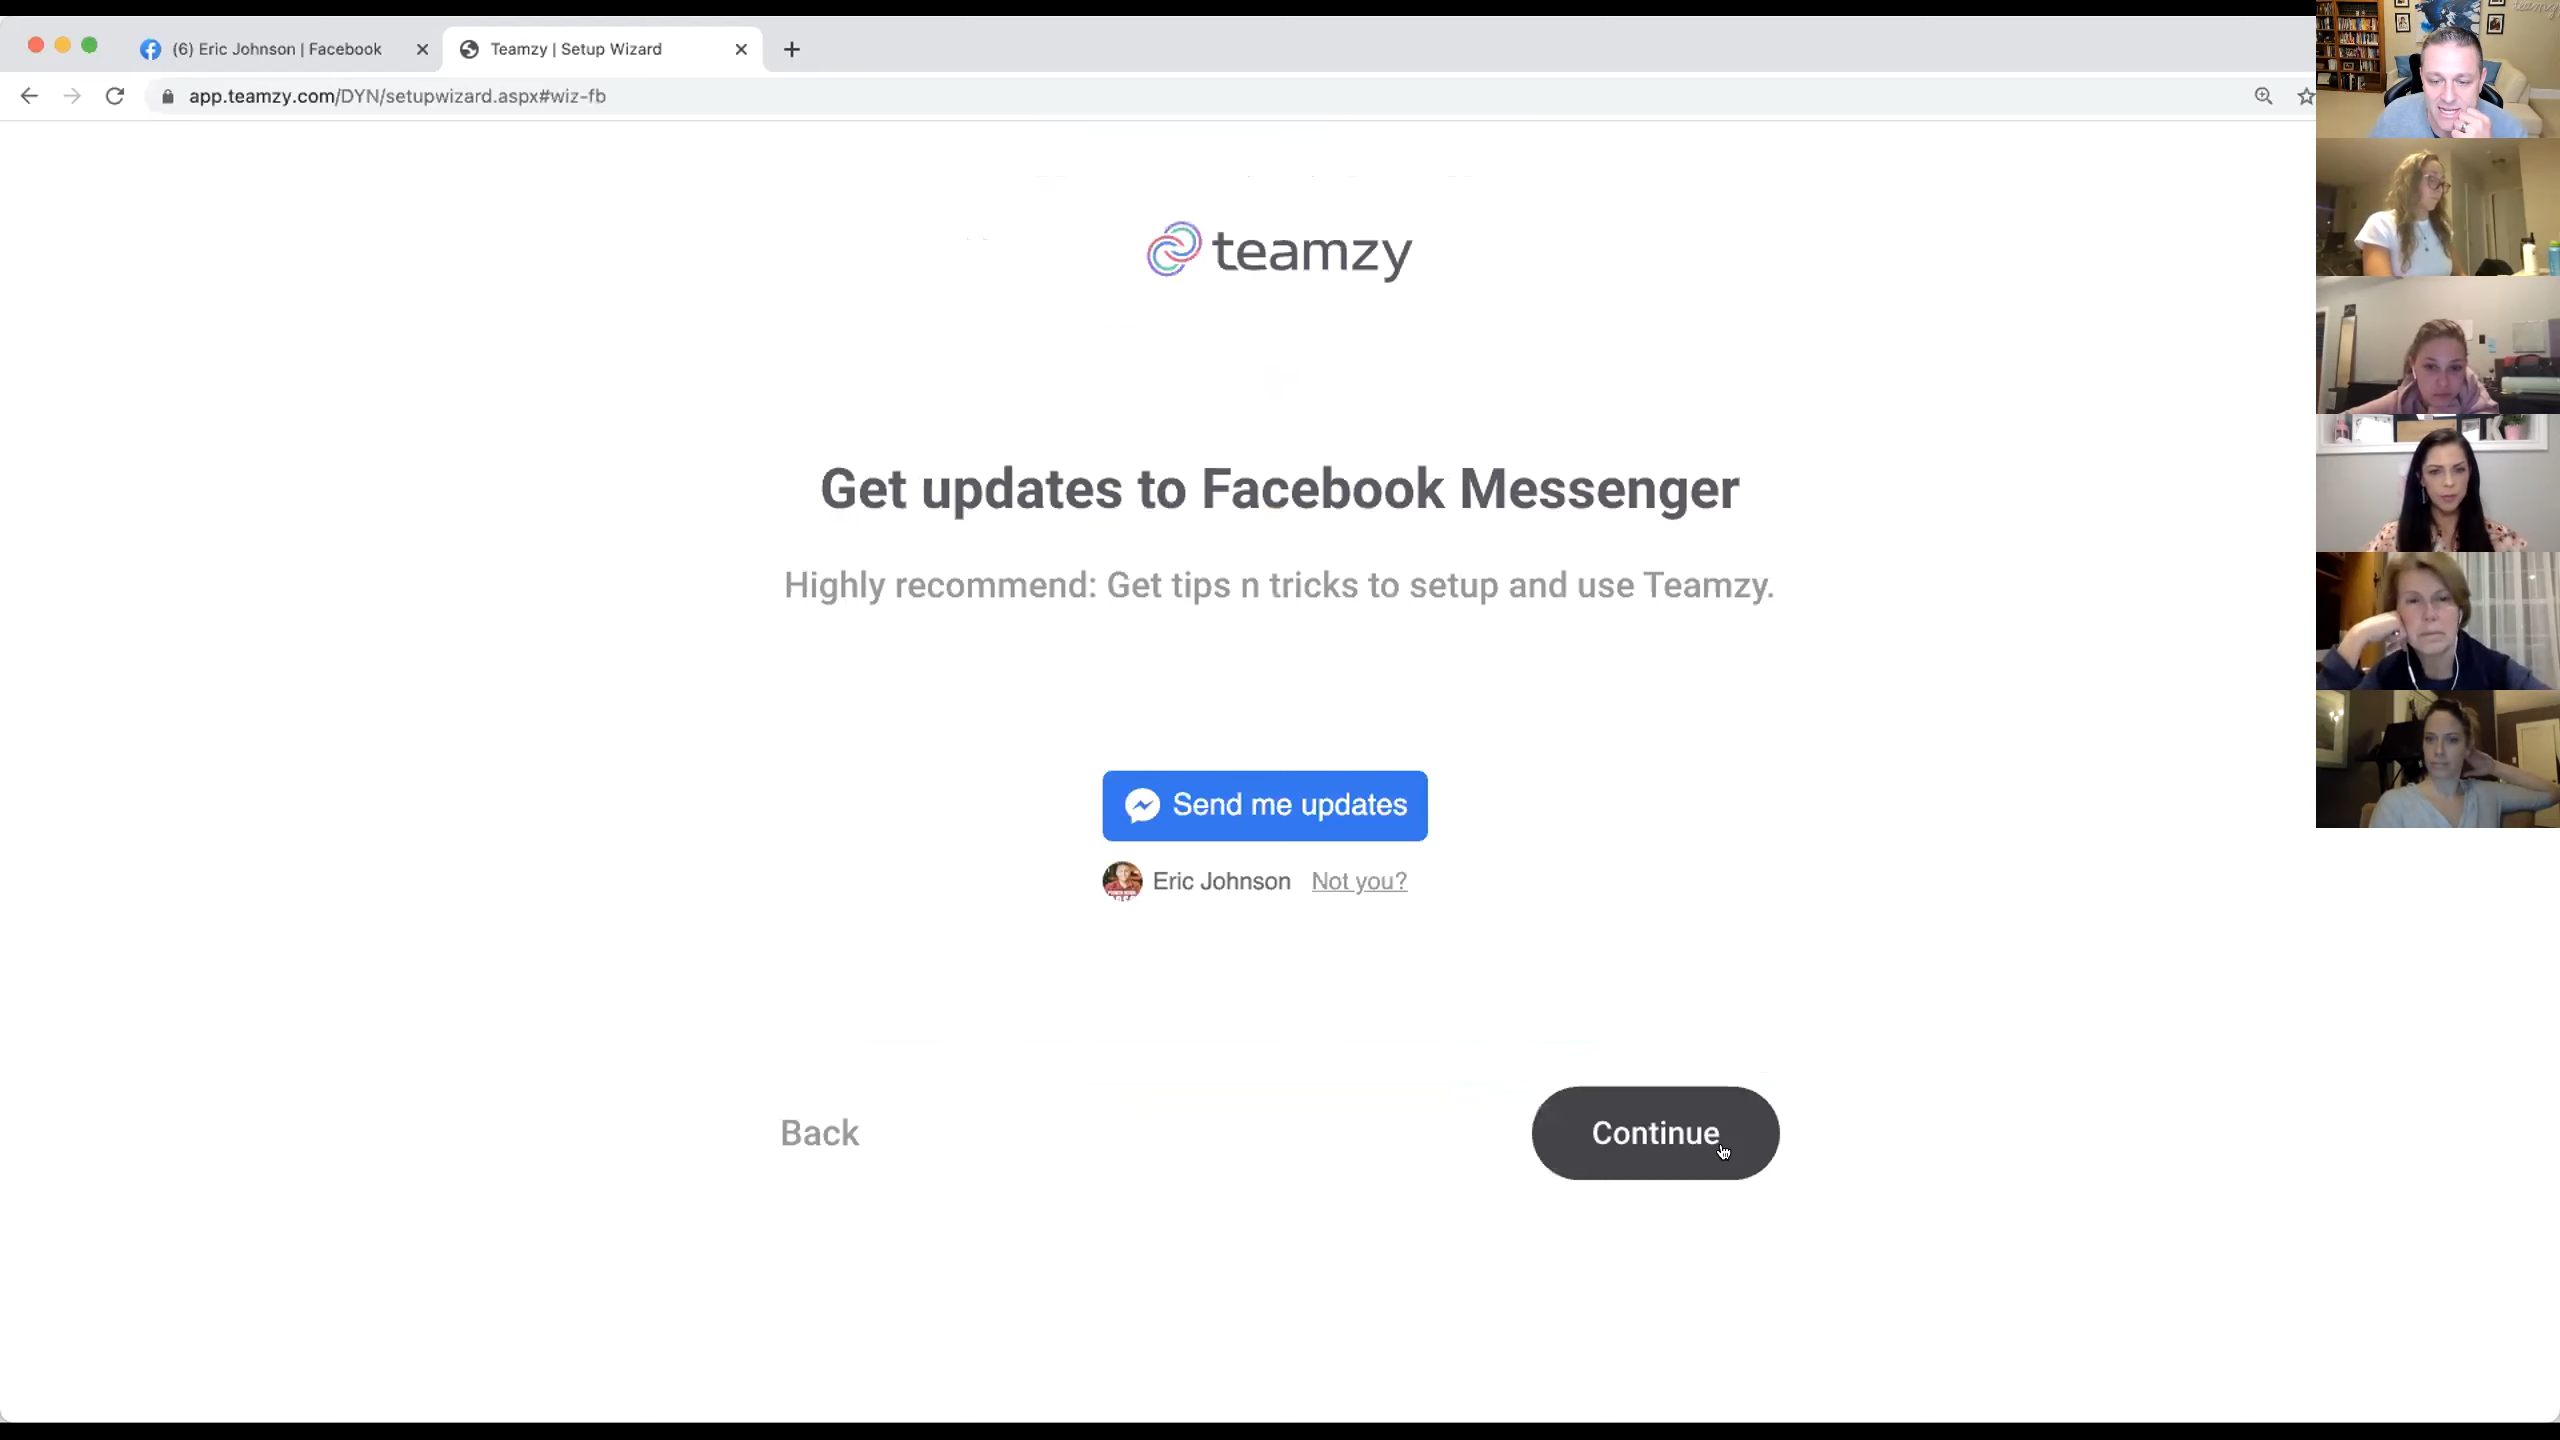 (6) Eric Johnson | Facebook
Teamzy | Setup Wizard
app.teamzy.com/DYN/setupwizard.aspx#wiz-fb
teamzy
Get updates to Facebook Messenger
Highly recommend: Get tips n tricks to setup and use Teamzy.
Send me updates
Eric Johnson Not you?
Back
Continue